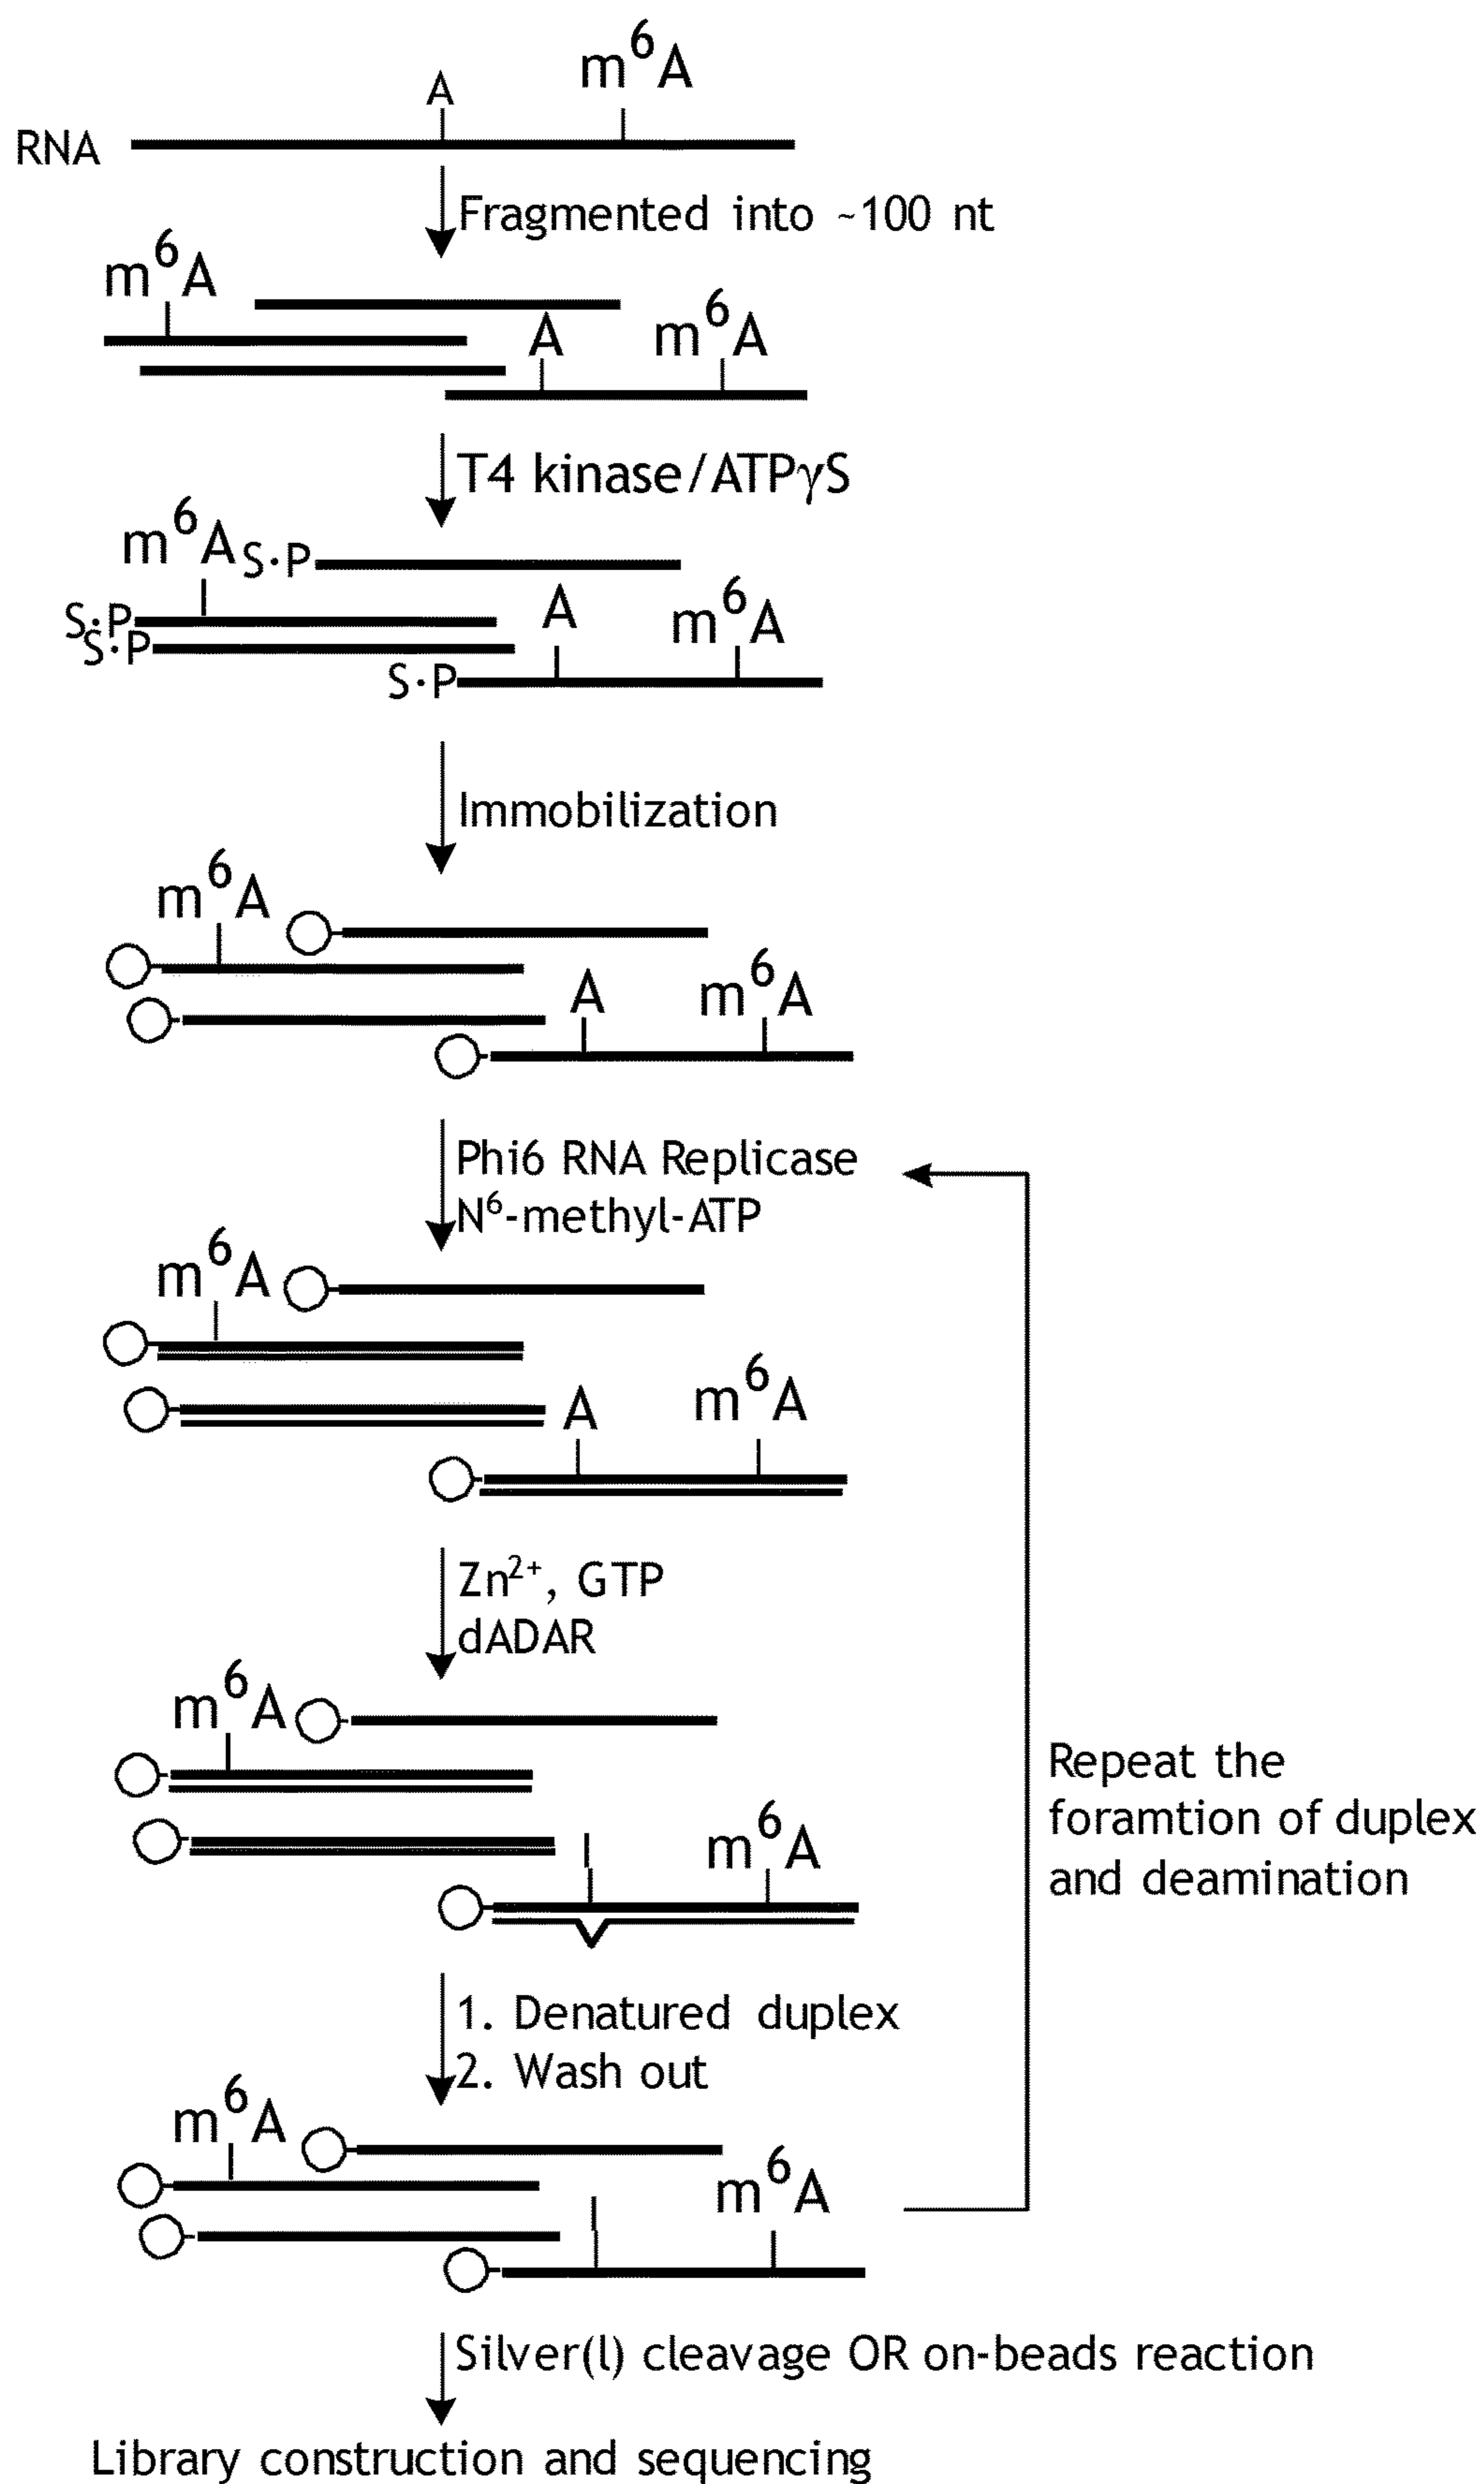 m⁶A
A
RNA
Fragmented into ~100 nt
m⁶A
A m⁶A
T4 kinase/ATPγS
m⁶A S·P
S·P A m⁶A
S·P
S·P
Immobilization
m⁶A
A m⁶A
Phi6 RNA Replicase
N⁶-methyl-ATP
m⁶A
A m⁶A
Zn²⁺, GTP
dADAR
m⁶A
Repeat the
foramtion of duplex
and deamination
I m⁶A
1. Denatured duplex
2. Wash out
m⁶A
I m⁶A
Silver(l) cleavage OR on-beads reaction
Library construction and sequencing